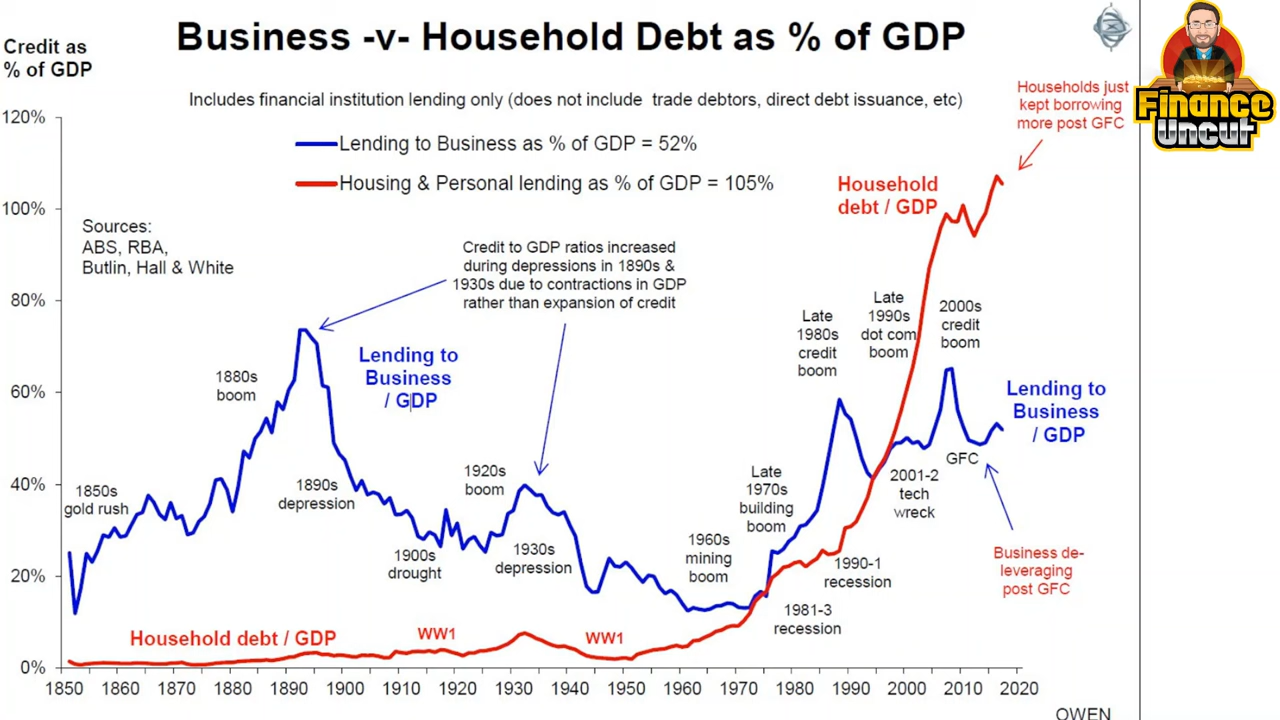 Business -v- Household Debt as % of GDP
Credit as
% of GDP
Includes financial institution lending only (does not include trade debtors, direct debt issuance, etc)
Finance
Uncut
Households just
kept borrowing
more post GFC
120%
100%
80%
60%
40%
20%
0%
Lending to Business as % of GDP = 52%
Housing & Personal lending as % of GDP = 105%
Household
debt / GDP
Sources:
ABS, RBA,
Butlin, Hall & White
Credit to GDP ratios increased
during depressions in 1890s &
1930s due to contractions in GDP
rather than expansion of credit
Lending to
Business
/ GDP
1880s
boom
Late
1980s
credit
boom
Late
1990s
dot com
boom
2000s
credit
boom
Lending to
Business
/ GDP
1850s
gold rush
1890s
depression
1920s
boom
Late
1970s
building
boom
GFC
2001-2
tech
wreck
1900s
drought
1930s
depression
1960s
mining
boom
1990-1
recession
Business de-
leveraging
post GFC
1981-3
recession
Household debt / GDP
WW1
WW1
1850 1860 1870 1880 1890 1900 1910 1920 1930 1940 1950 1960 1970 1980 1990 2000 2010 2020
OWEN